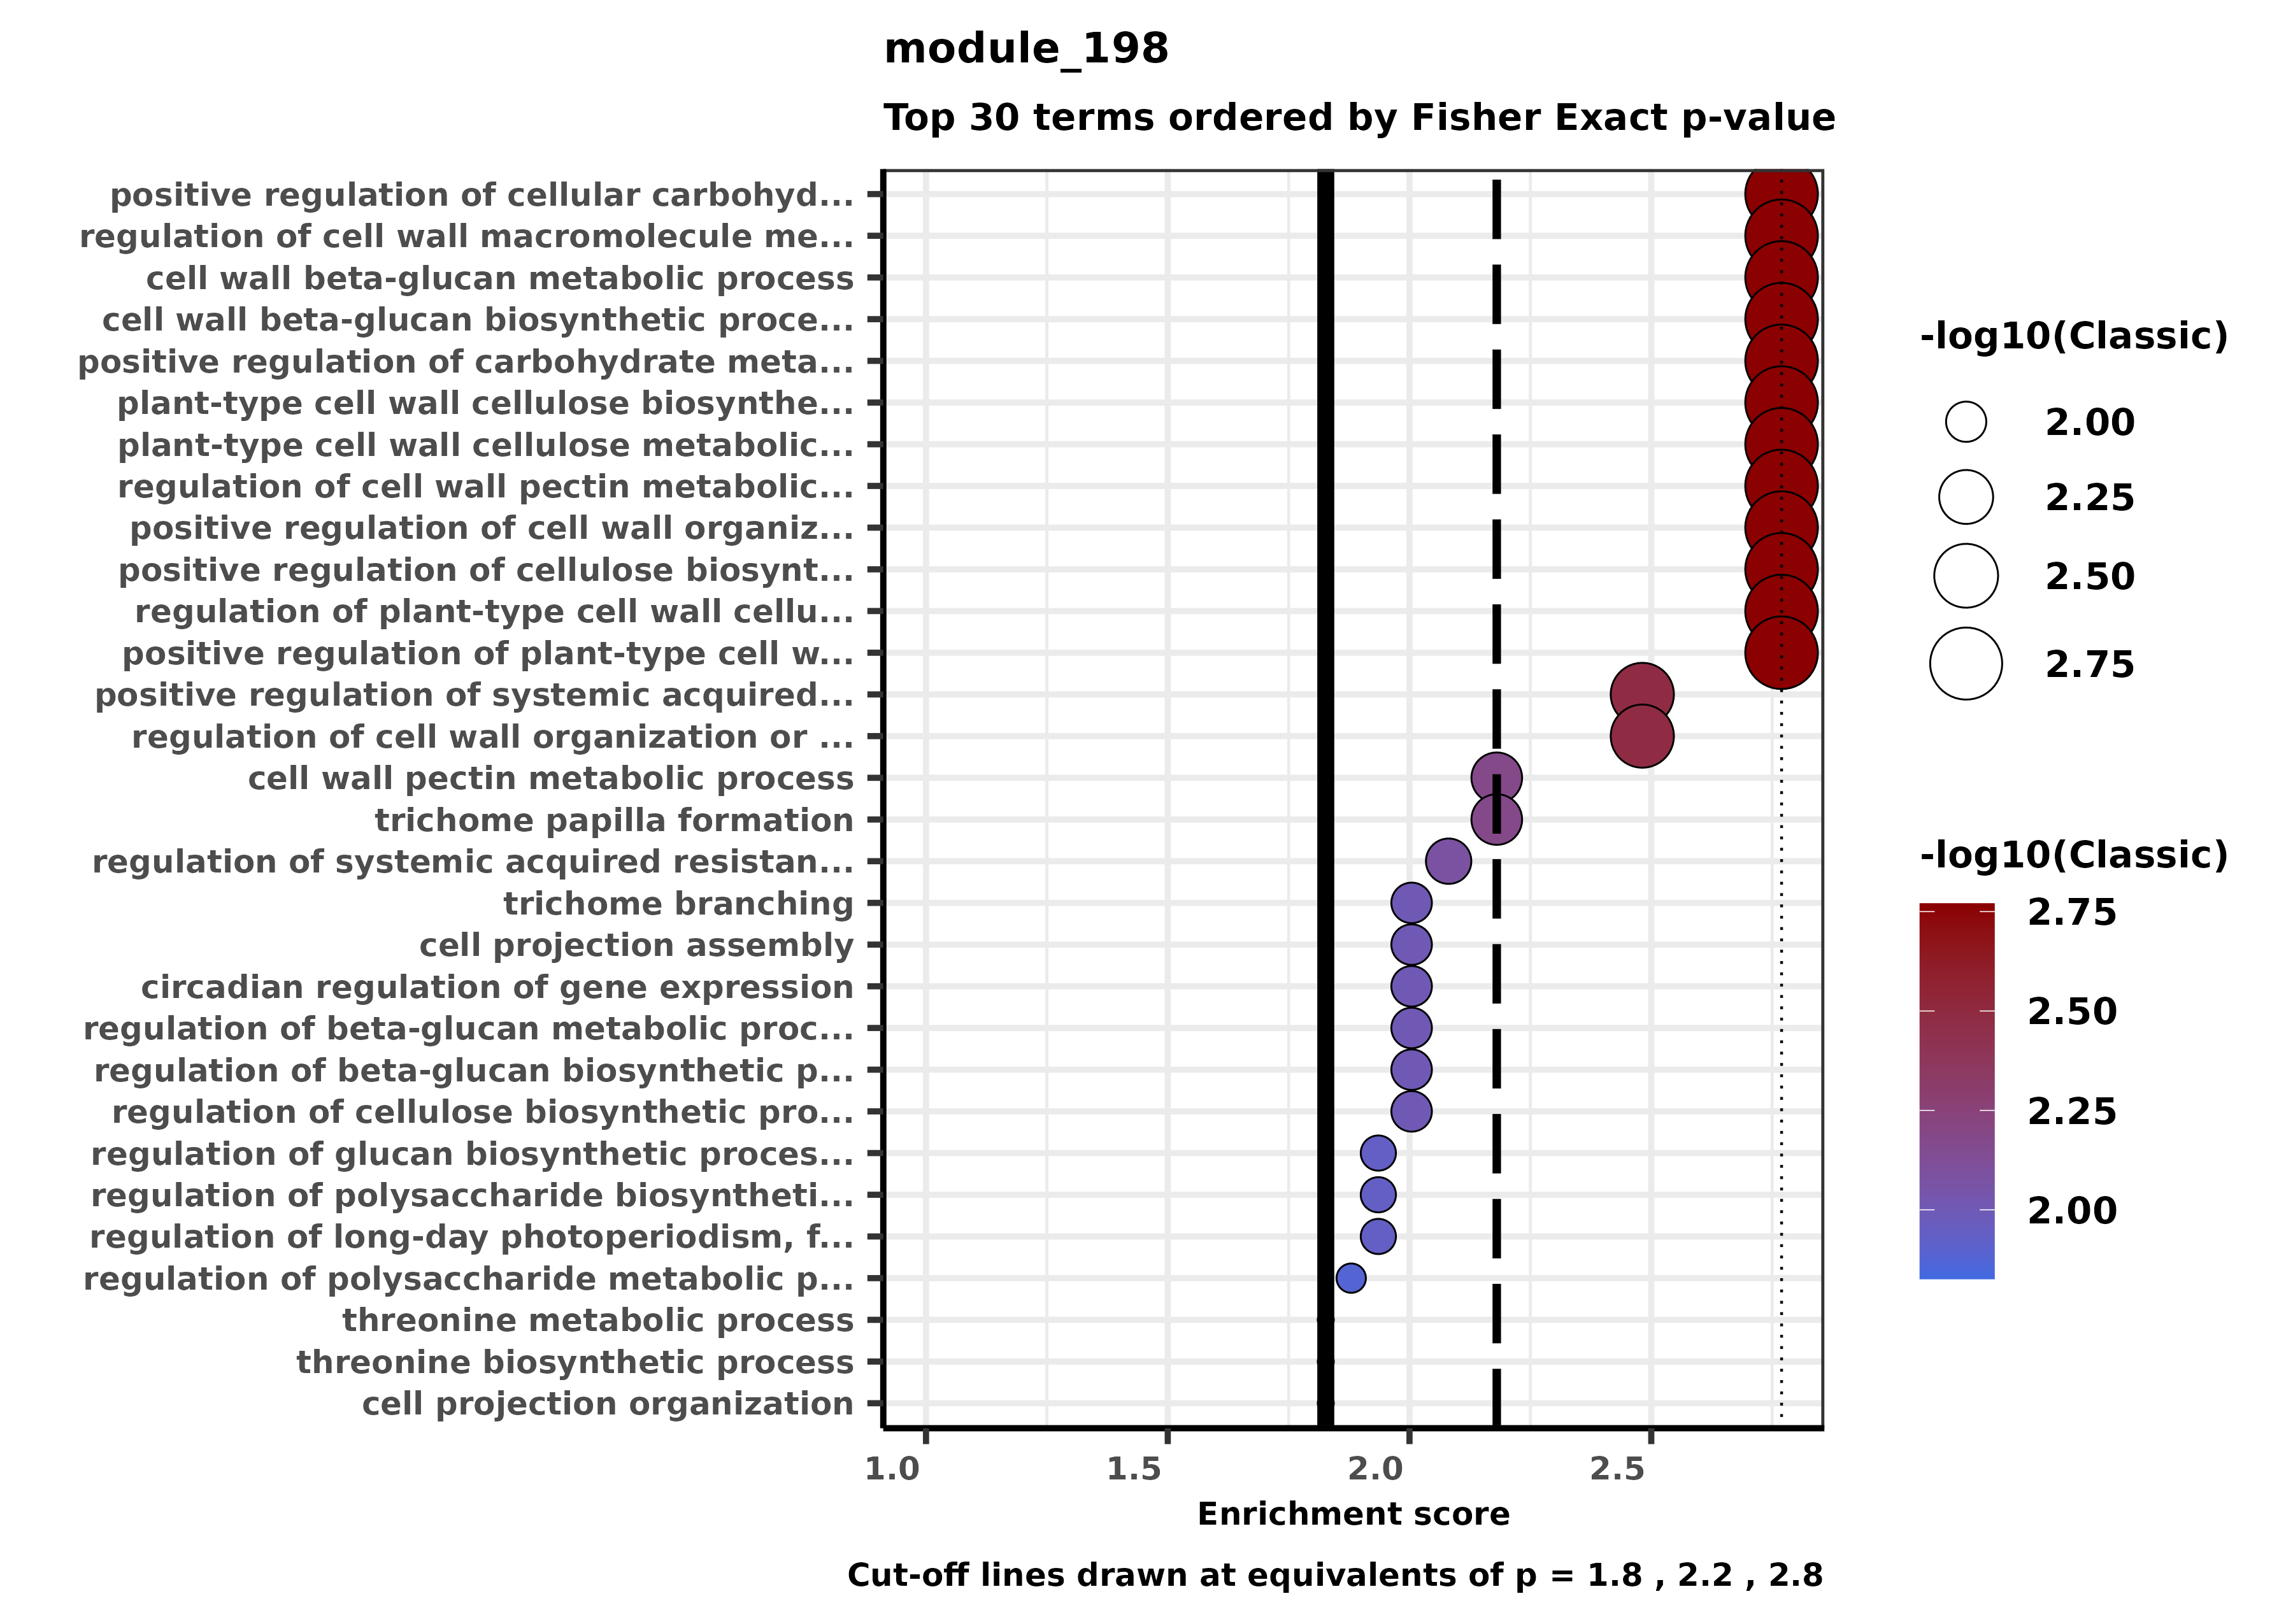 module_198
Top 30 terms ordered by Fisher Exact p-value
positive regulation of cellular carbohyd...
regulation of cell wall macromolecule me...
cell wall beta-glucan metabolic process
cell wall beta-glucan biosynthetic proce...
positive regulation of carbohydrate meta...
plant-type cell wall cellulose biosynthe...
plant-type cell wall cellulose metabolic...
regulation of cell wall pectin metabolic...
positive regulation of cell wall organiz...
positive regulation of cellulose biosynt...
regulation of plant-type cell wall cellu...
positive regulation of plant-type cell w...
positive regulation of systemic acquired...
regulation of cell wall organization or ...
cell wall pectin metabolic process
trichome papilla formation
regulation of systemic acquired resistan...
trichome branching
cell projection assembly
circadian regulation of gene expression
regulation of beta-glucan metabolic proc...
regulation of beta-glucan biosynthetic p...
regulation of cellulose biosynthetic pro...
regulation of glucan biosynthetic proces...
regulation of polysaccharide biosyntheti...
regulation of long-day photoperiodism, f...
regulation of polysaccharide metabolic p...
threonine metabolic process
threonine biosynthetic process
cell projection organization
1.0 1.5 2.0 2.5
Enrichment score
Cut-off lines drawn at equivalents of p = 1.8 , 2.2 , 2.8
-log10(Classic)
2.00
2.25
2.50
2.75
-log10(Classic)
2.75
2.50
2.25
2.00